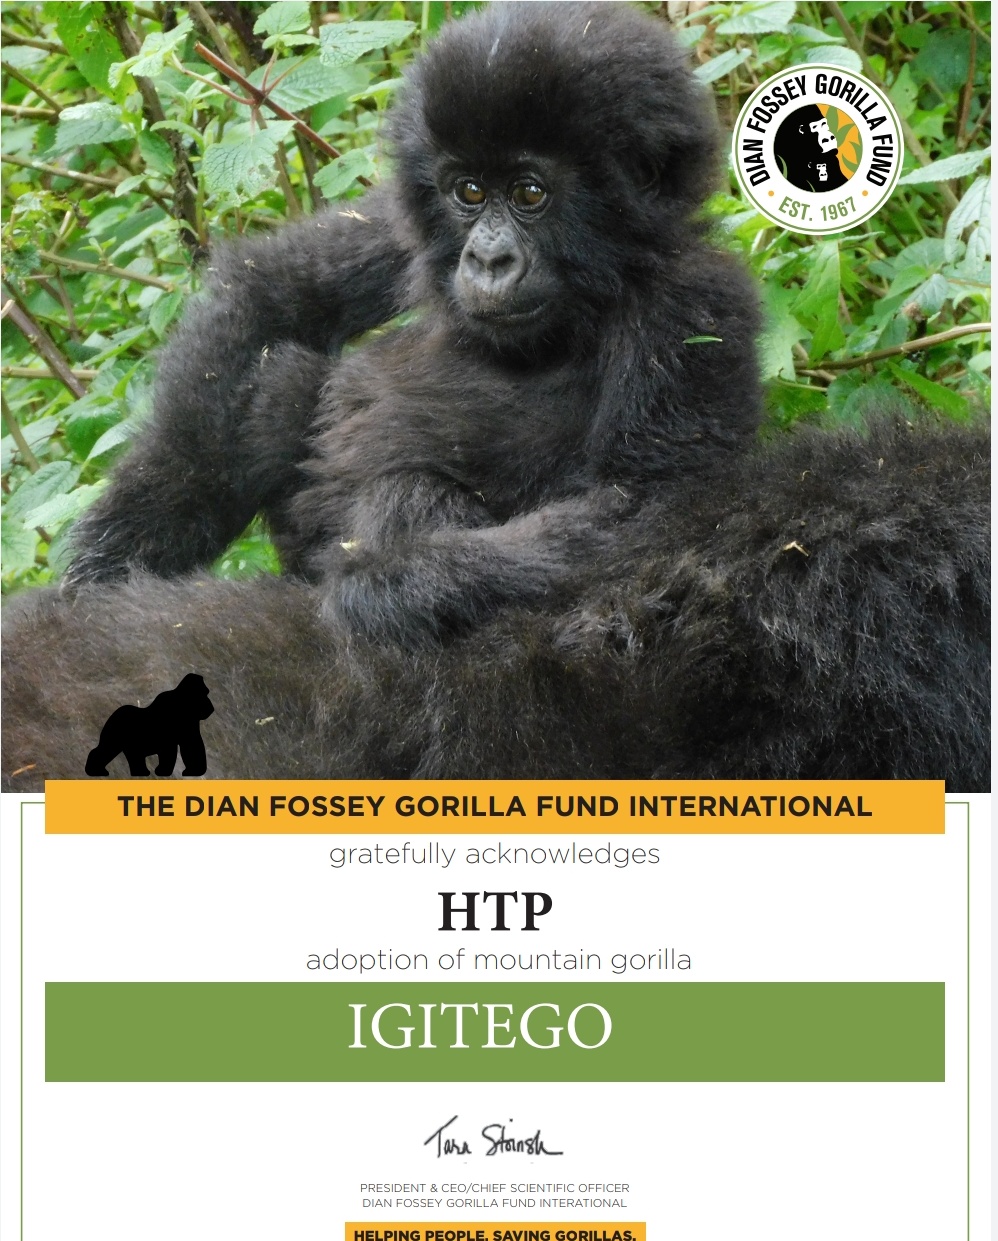 DIAN FOSSEY GORILLA FUND
EST. 1967
THE DIAN FOSSEY GORILLA FUND INTERNATIONAL
gratefully acknowledges
HTP
adoption of mountain gorilla
IGITEGO
Tara Stoinski
PRESIDENT & CEO/CHIEF SCIENTIFIC OFFICER
DIAN FOSSEY GORILLA FUND INTERATIONAL
HELPING PEOPLE. SAVING GORILLAS.